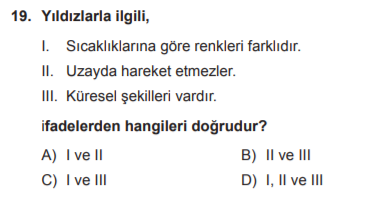 19. Yıldızlarla ilgili,
I. Sıcaklıklarına göre renkleri farklıdır.
II. Uzayda hareket etmezler.
III. Küresel şekilleri vardır.
ifadelerden hangileri doğrudur?
A) I ve II B) II ve III
C) I ve III D) I, II ve III